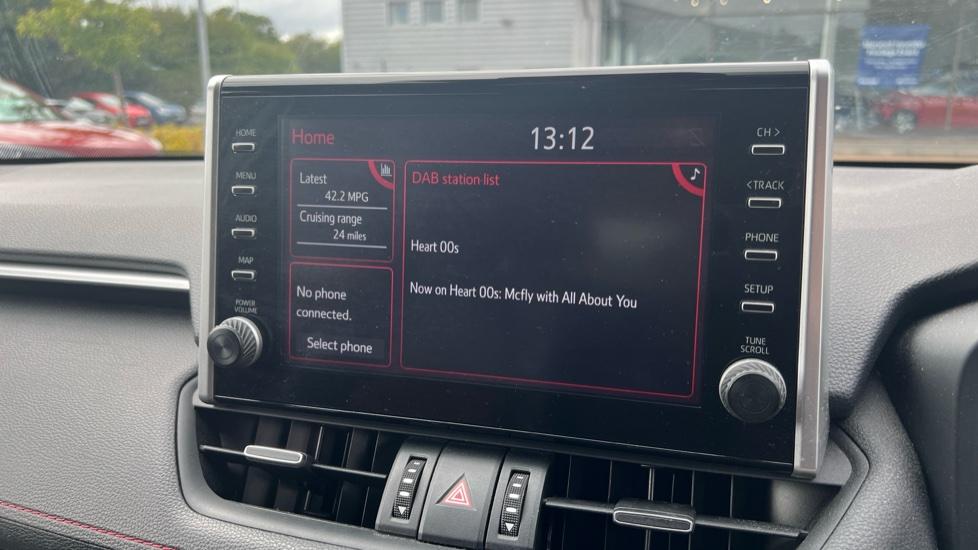 Home
13:12
Latest
42.2 MPG
Cruising range
24 miles
No phone
connected.
Select phone
DAB station list
Heart 00s
Now on Heart 00s: Mcfly with All About You
HOME
MENU
AUDIO
MAP
POWER
VOLUME
CH >
<TRACK
PHONE
SETUP
TUNE
SCROLL